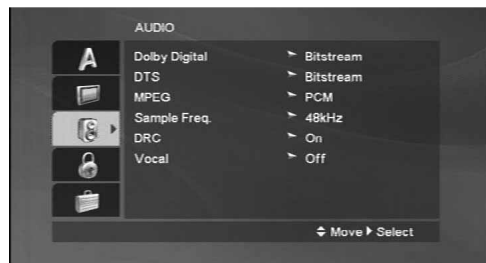 AUDIO
A
Dolby Digital Bitstream
DTS Bitstream
MPEG PCM
Sample Freq. 48kHz
DRC On
Vocal Off
Move Select